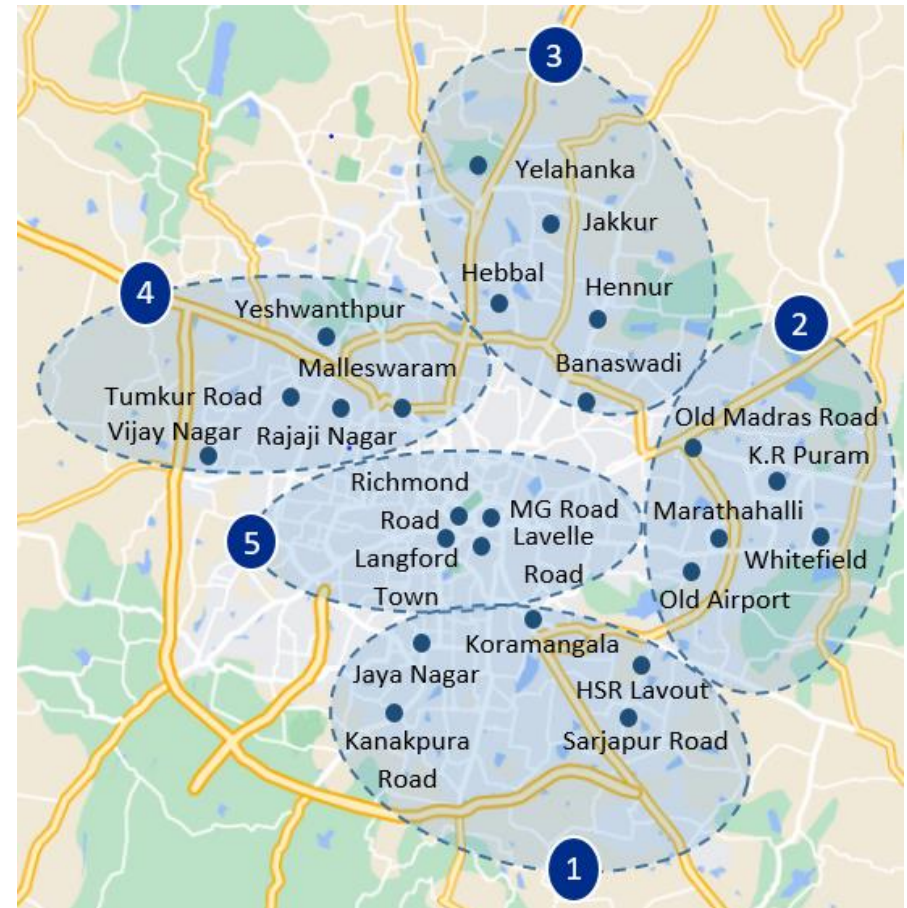 3
Yelahanka
Jakkur
Hebbal
Hennur
4
Yeshwanthpur
2
Malleswaram
Banaswadi
Tumkur Road
Old Madras Road
Vijay Nagar
Rajaji Nagar
K.R Puram
Richmond
Road
MG Road
Marathahalli
5
Langford
Town
Lavelle
Road
Whitefield
Old Airport
Koramangala
Jaya Nagar
HSR Lavout
Kanakpura
Road
Sarjapur Road
1